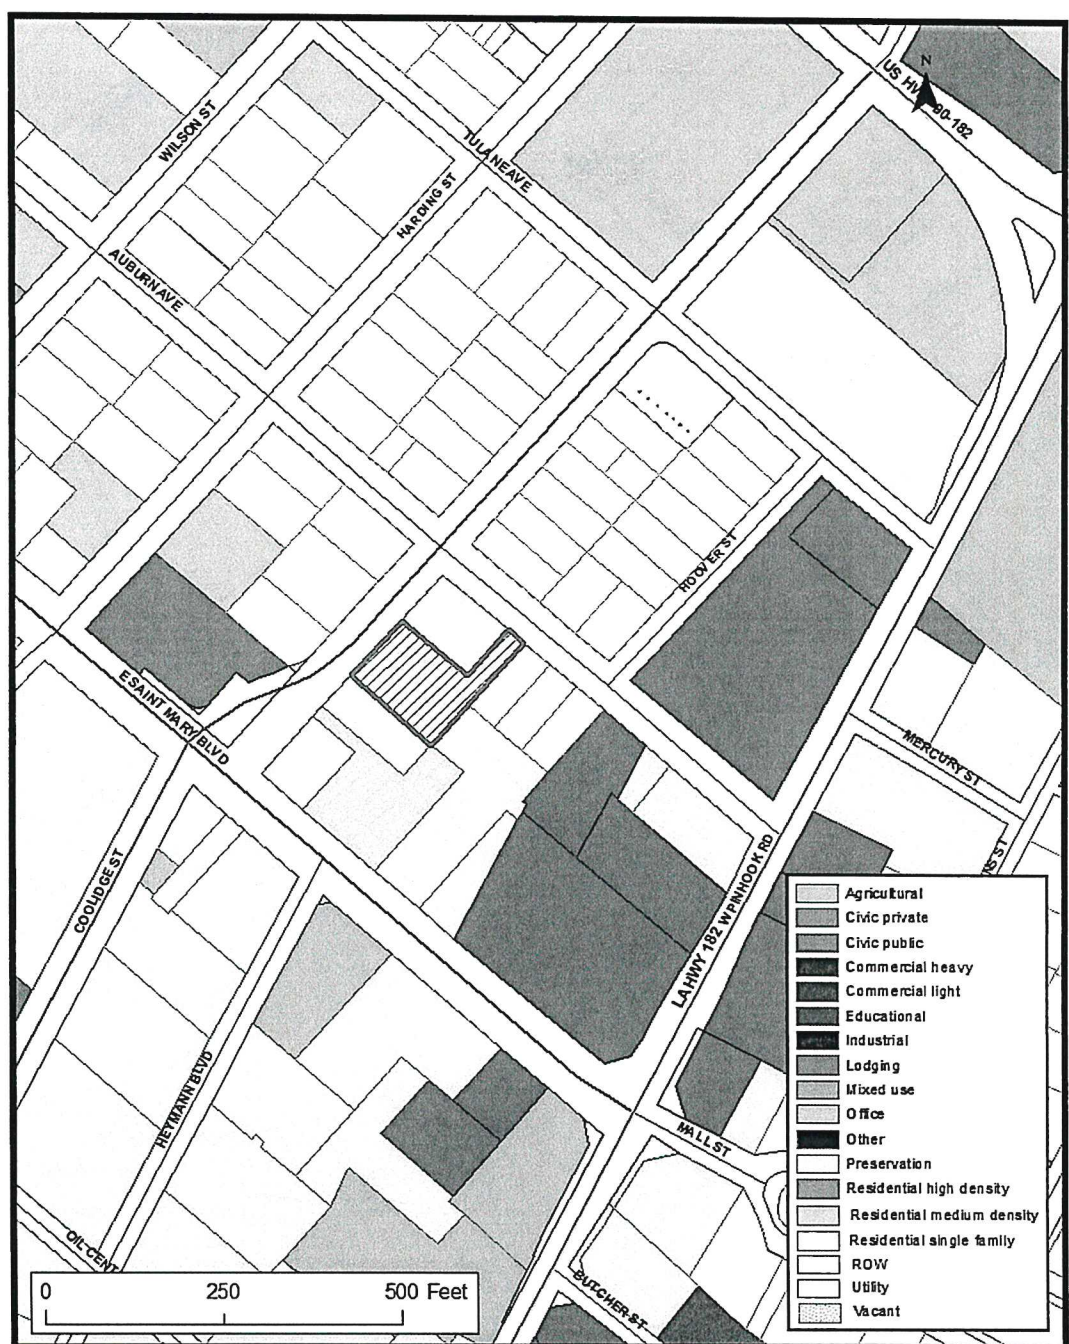 N
US HWY 90-182
WILSON ST
TULANE AVE
HARDING ST
AUBURN AVE
HOOVER ST
E SAINT MARY BLVD
MERCURY ST
COOLIDGE ST
LA HWY 182 W PINHOOK RD
HEYMANN BLVD
MALL ST
BUTCHER ST
Agricultural
Civic private
Civic public
Commercial heavy
Commercial light
Educational
Industrial
Lodging
Mixed use
Office
Other
Preservation
Residential high density
Residential medium density
Residential single family
ROW
Utility
Vacant
OIL CENT
0 250 500 Feet